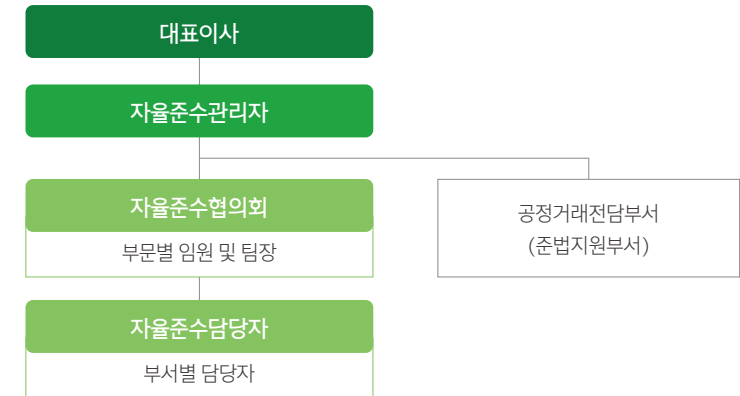 대표이사
자율준수관리자
자율준수협의회
부문별 임원 및 팀장
공정거래전담부서
(준법지원부서)
자율준수담당자
부서별 담당자